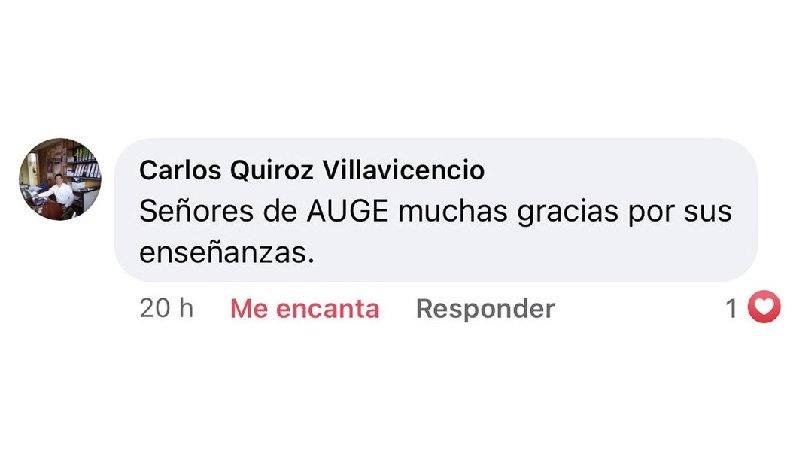 Carlos Quiroz Villavicencio
Señores de AUGE muchas gracias por sus
enseñanzas.
20 h Me encanta Responder 1